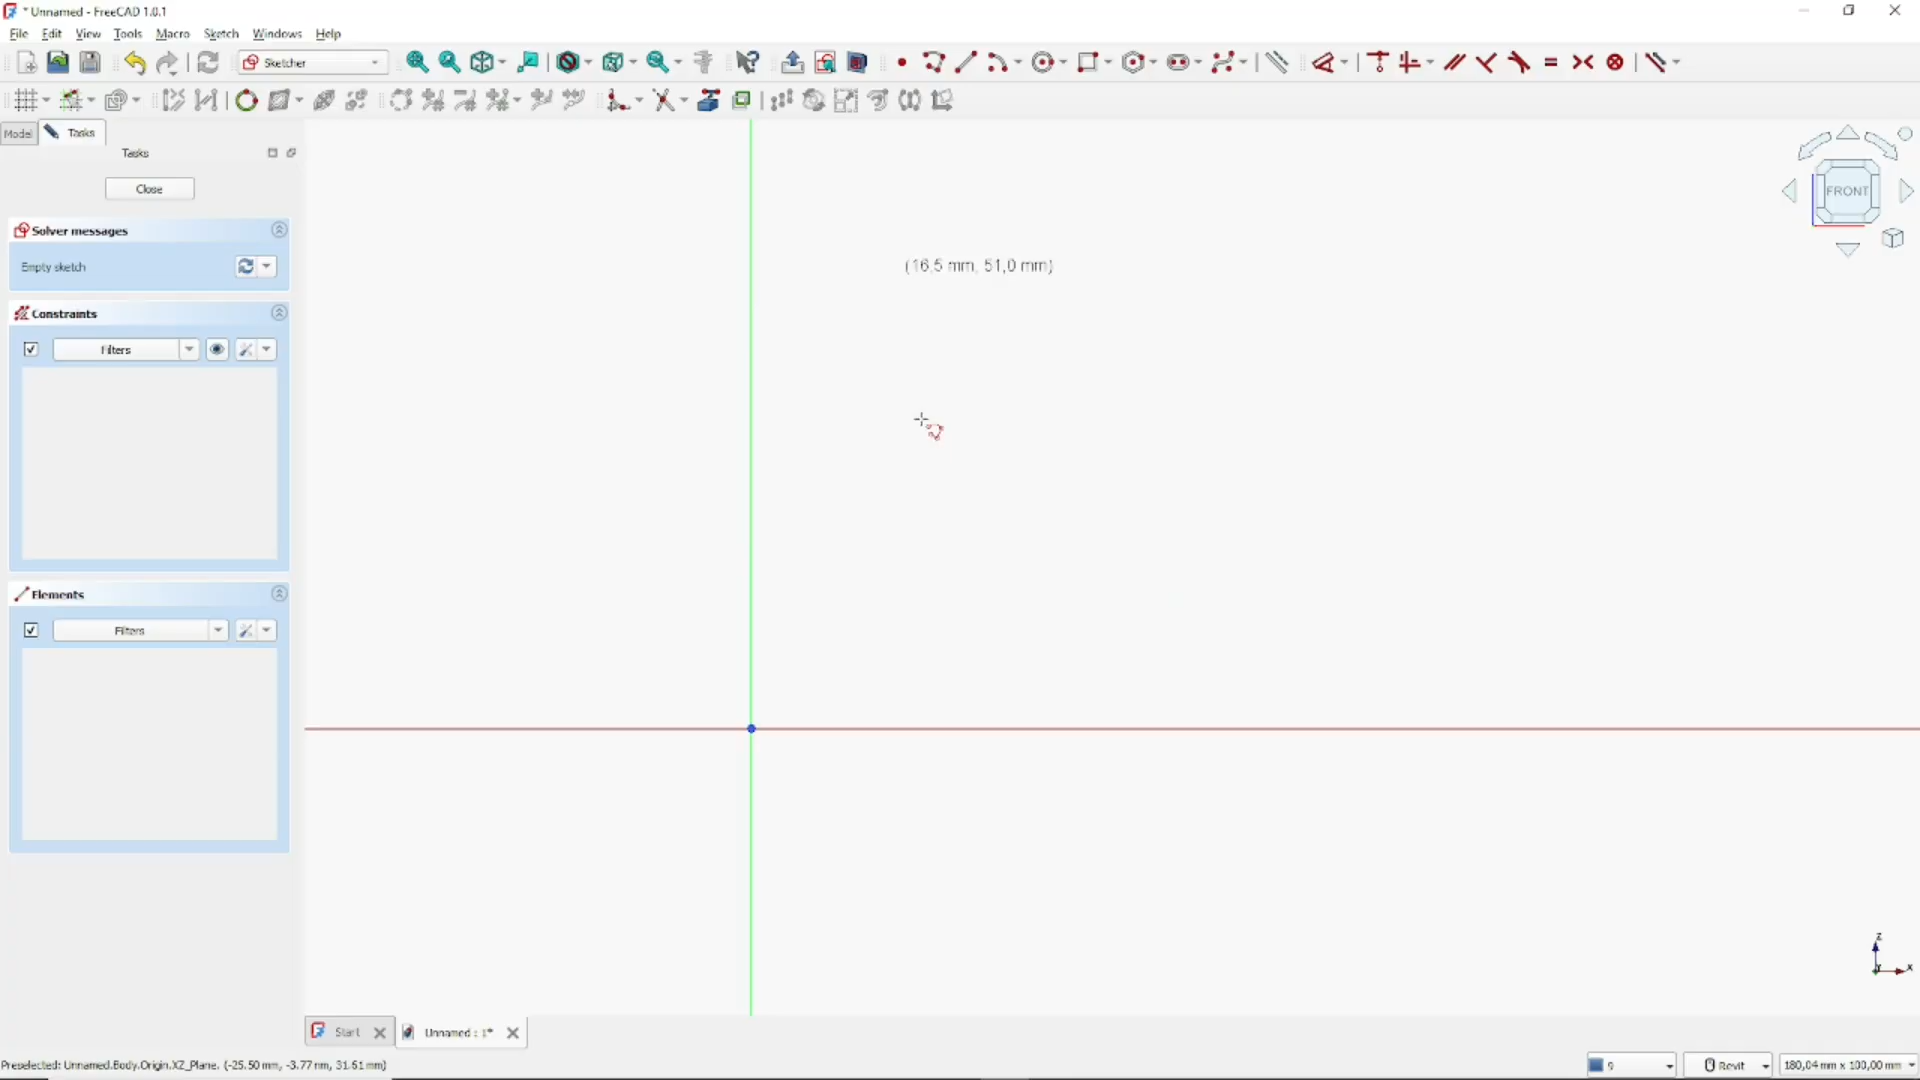 * Unnamed - FreeCAD 1.0.1
File Edit View Tools Macro Sketch Windows Help
Sketcher
Model Tasks
Tasks
Close
Solver messages
Empty sketch
Constraints
Filters
Elements
Filters
(16,5 mm, 51,0 mm)
FRONT
z
x
Start Unnamed : 1*
Preselected: Unnamed.Body.Origin.XZ_Plane. (-25.50 mm, -3.77 mm, 31.61 mm)
9 Revit 180,04 mm x 100,00 mm